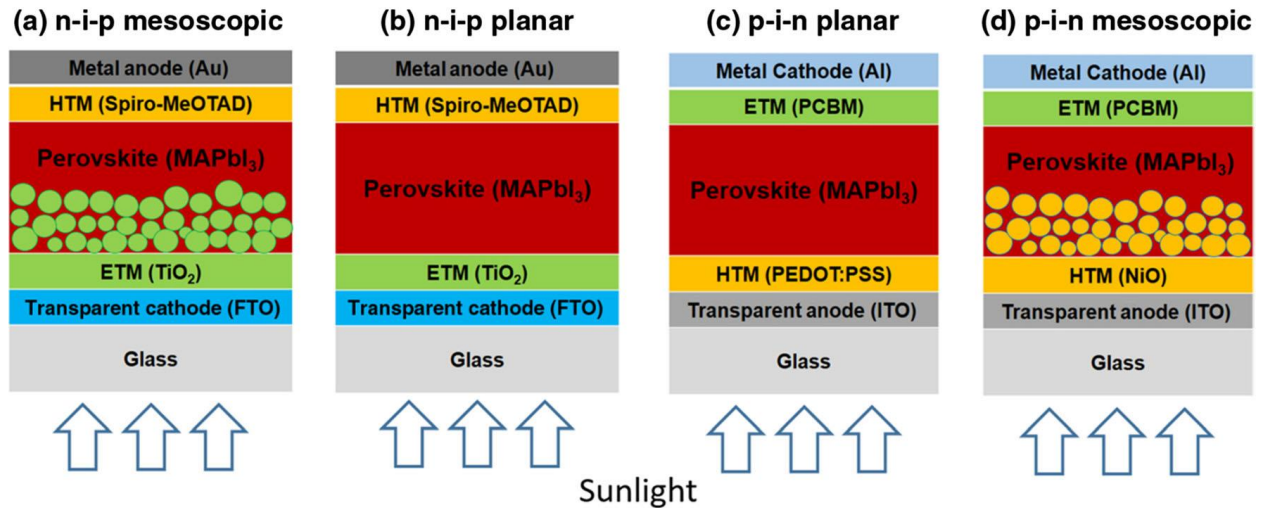 (a) n-i-p mesoscopic
Metal anode (Au)
HTM (Spiro-MeOTAD)
Perovskite (MAPbI₃)
ETM (TiO₂)
Transparent cathode (FTO)
Glass
(b) n-i-p planar
Metal anode (Au)
HTM (Spiro-MeOTAD)
Perovskite (MAPbI₃)
ETM (TiO₂)
Transparent cathode (FTO)
Glass
(c) p-i-n planar
Metal Cathode (Al)
ETM (PCBM)
Perovskite (MAPbI₃)
HTM (PEDOT:PSS)
Transparent anode (ITO)
Glass
(d) p-i-n mesoscopic
Metal Cathode (Al)
ETM (PCBM)
Perovskite (MAPbI₃)
HTM (NiO)
Transparent anode (ITO)
Glass
Sunlight